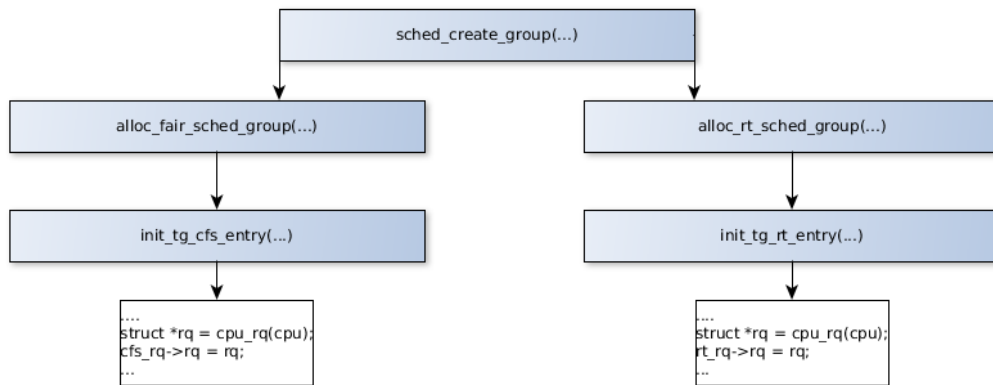 sched_create_group(...)
alloc_fair_sched_group(...)
alloc_rt_sched_group(...)
init_tg_cfs_entry(...)
init_tg_rt_entry(...)
....
struct *rq = cpu_rq(cpu);
cfs_rq->rq = rq;
...
....
struct *rq = cpu_rq(cpu);
rt_rq->rq = rq;
...